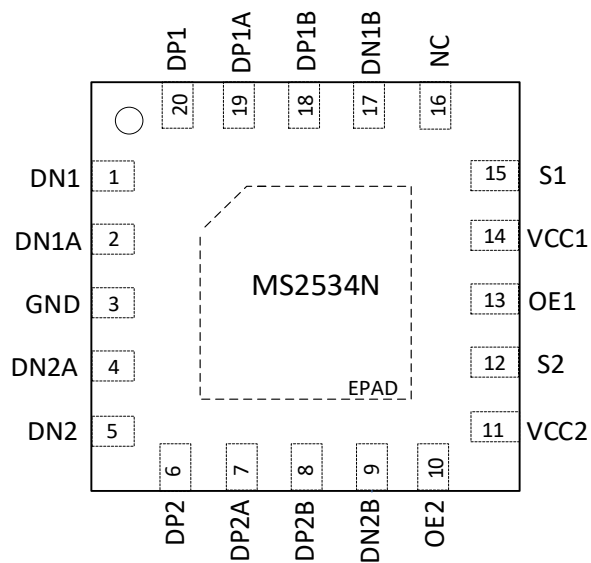 DP1
DP1A
DP1B
DN1B
NC
20
19
18
17
16
DN1 1
15 S1
DN1A 2
14 VCC1
GND 3
MS2534N
13 OE1
DN2A 4
12 S2
EPAD
DN2 5
11 VCC2
6
7
8
9
10
DP2
DP2A
DP2B
DN2B
OE2